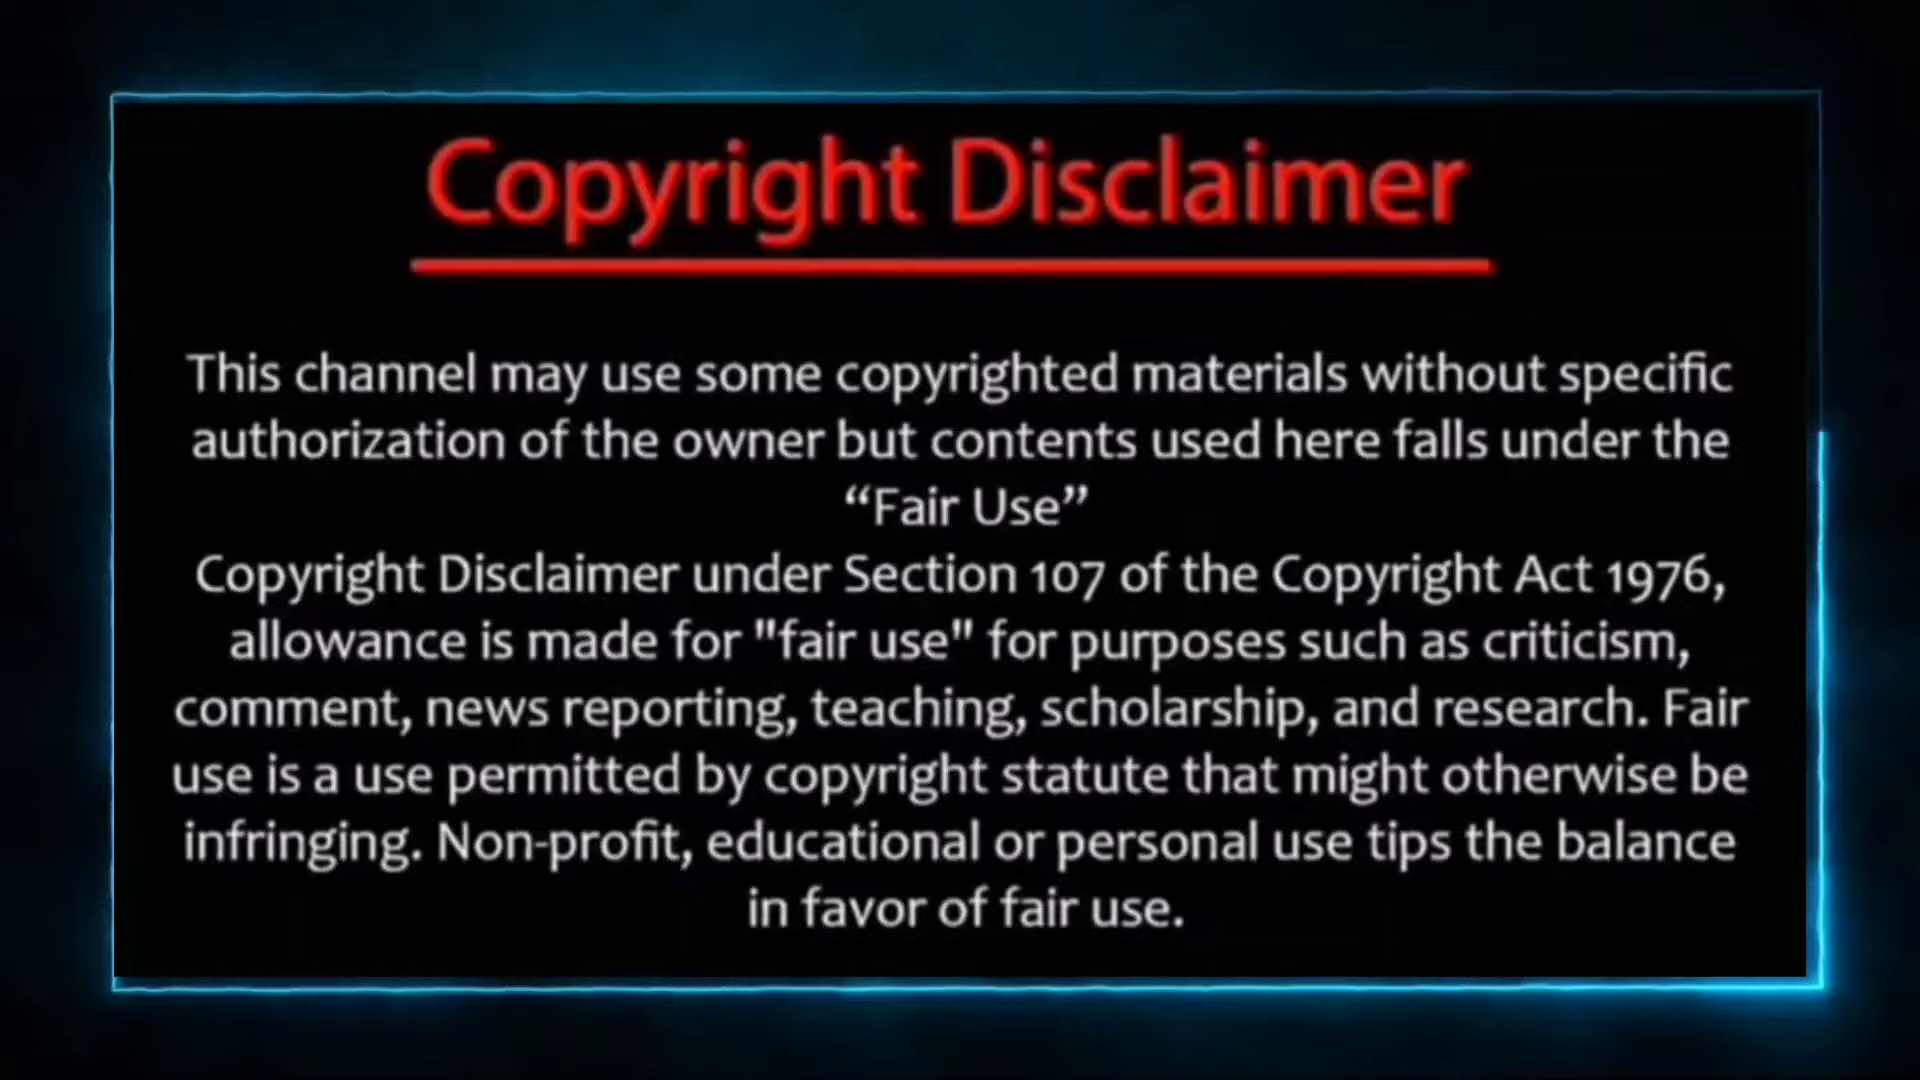 Copyright Disclaimer
This channel may use some copyrighted materials without specific
authorization of the owner but contents used here falls under the
“Fair Use”
Copyright Disclaimer under Section 107 of the Copyright Act 1976,
allowance is made for "fair use" for purposes such as criticism,
comment, news reporting, teaching, scholarship, and research. Fair
use is a use permitted by copyright statute that might otherwise be
infringing. Non-profit, educational or personal use tips the balance
in favor of fair use.